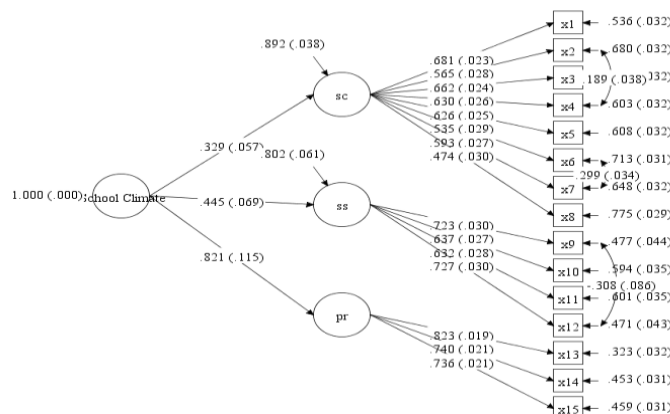 x1
.536 (.032)
.892 (.038)
x2
.680 (.032)
.681 (.023)
.565 (.028)
sc
.662 (.024)
x3
.189 (.038)
.630 (.026)
x4
.603 (.032)
.626 (.025)
x5
.608 (.032)
.535 (.029)
.329 (.057)
.593 (.027)
x6
.713 (.031)
.802 (.061)
.474 (.030)
.299 (.034)
x7
.648 (.032)
1.000 (.000)
chool Climate
.445 (.069)
ss
x8
.775 (.029)
.723 (.030)
x9
.477 (.044)
.637 (.027)
.632 (.028)
x10
.594 (.035)
.821 (.115)
.727 (.030)
-.308 (.086)
x11
.601 (.035)
pr
x12
.471 (.043)
.823 (.019)
x13
.323 (.032)
.740 (.021)
.736 (.021)
x14
.453 (.031)
x15
.459 (.031)